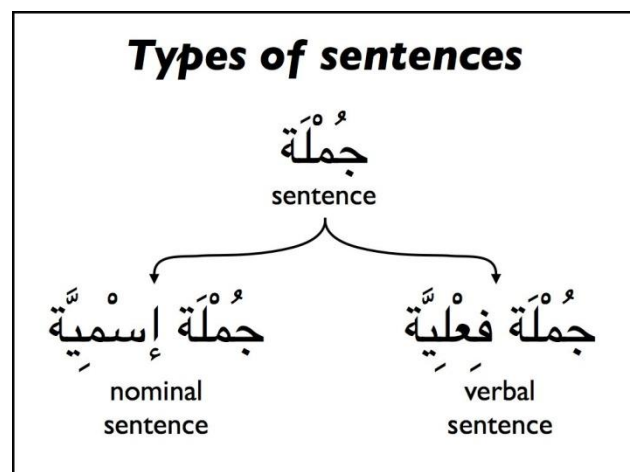 Types of sentences
جُمْلَة
sentence
جُمْلَة إِسْمِيَّة
nominal
sentence
جُمْلَة فِعْلِيَّة
verbal
sentence